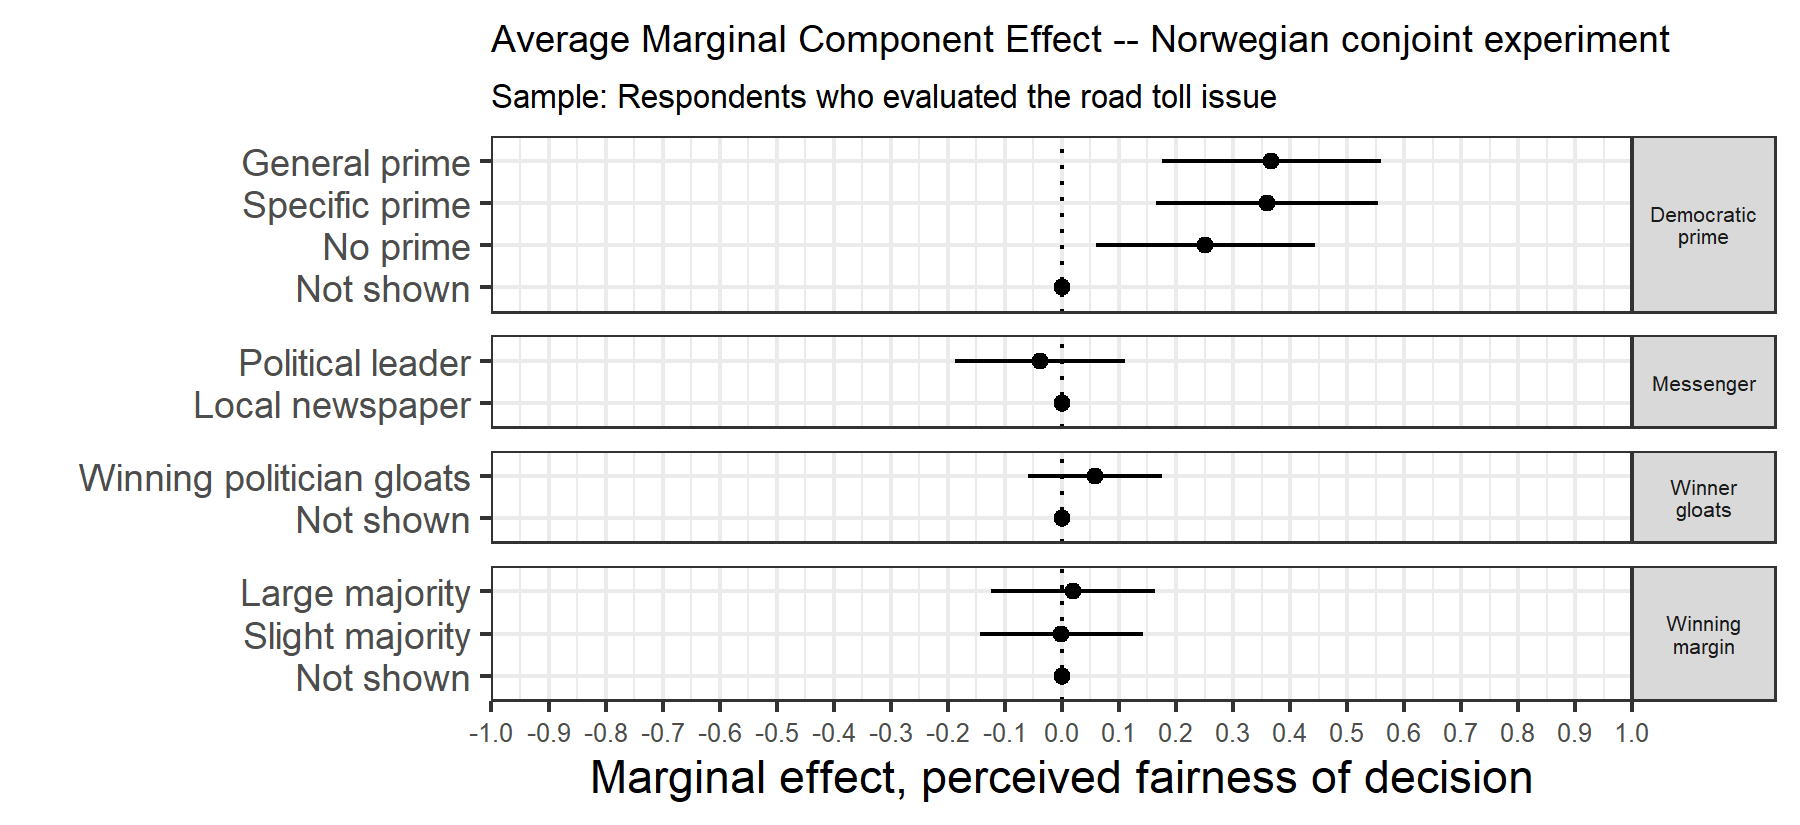 Average Marginal Component Effect -- Norwegian conjoint experiment
Sample: Respondents who evaluated the road toll issue
General prime
Specific prime
No prime
Not shown
Democratic
prime
Political leader
Local newspaper
Messenger
Winning politician gloats
Not shown
Winner
gloats
Large majority
Slight majority
Not shown
Winning
margin
-1.0 -0.9 -0.8 -0.7 -0.6 -0.5 -0.4 -0.3 -0.2 -0.1 0.0 0.1 0.2 0.3 0.4 0.5 0.6 0.7 0.8 0.9 1.0
Marginal effect, perceived fairness of decision